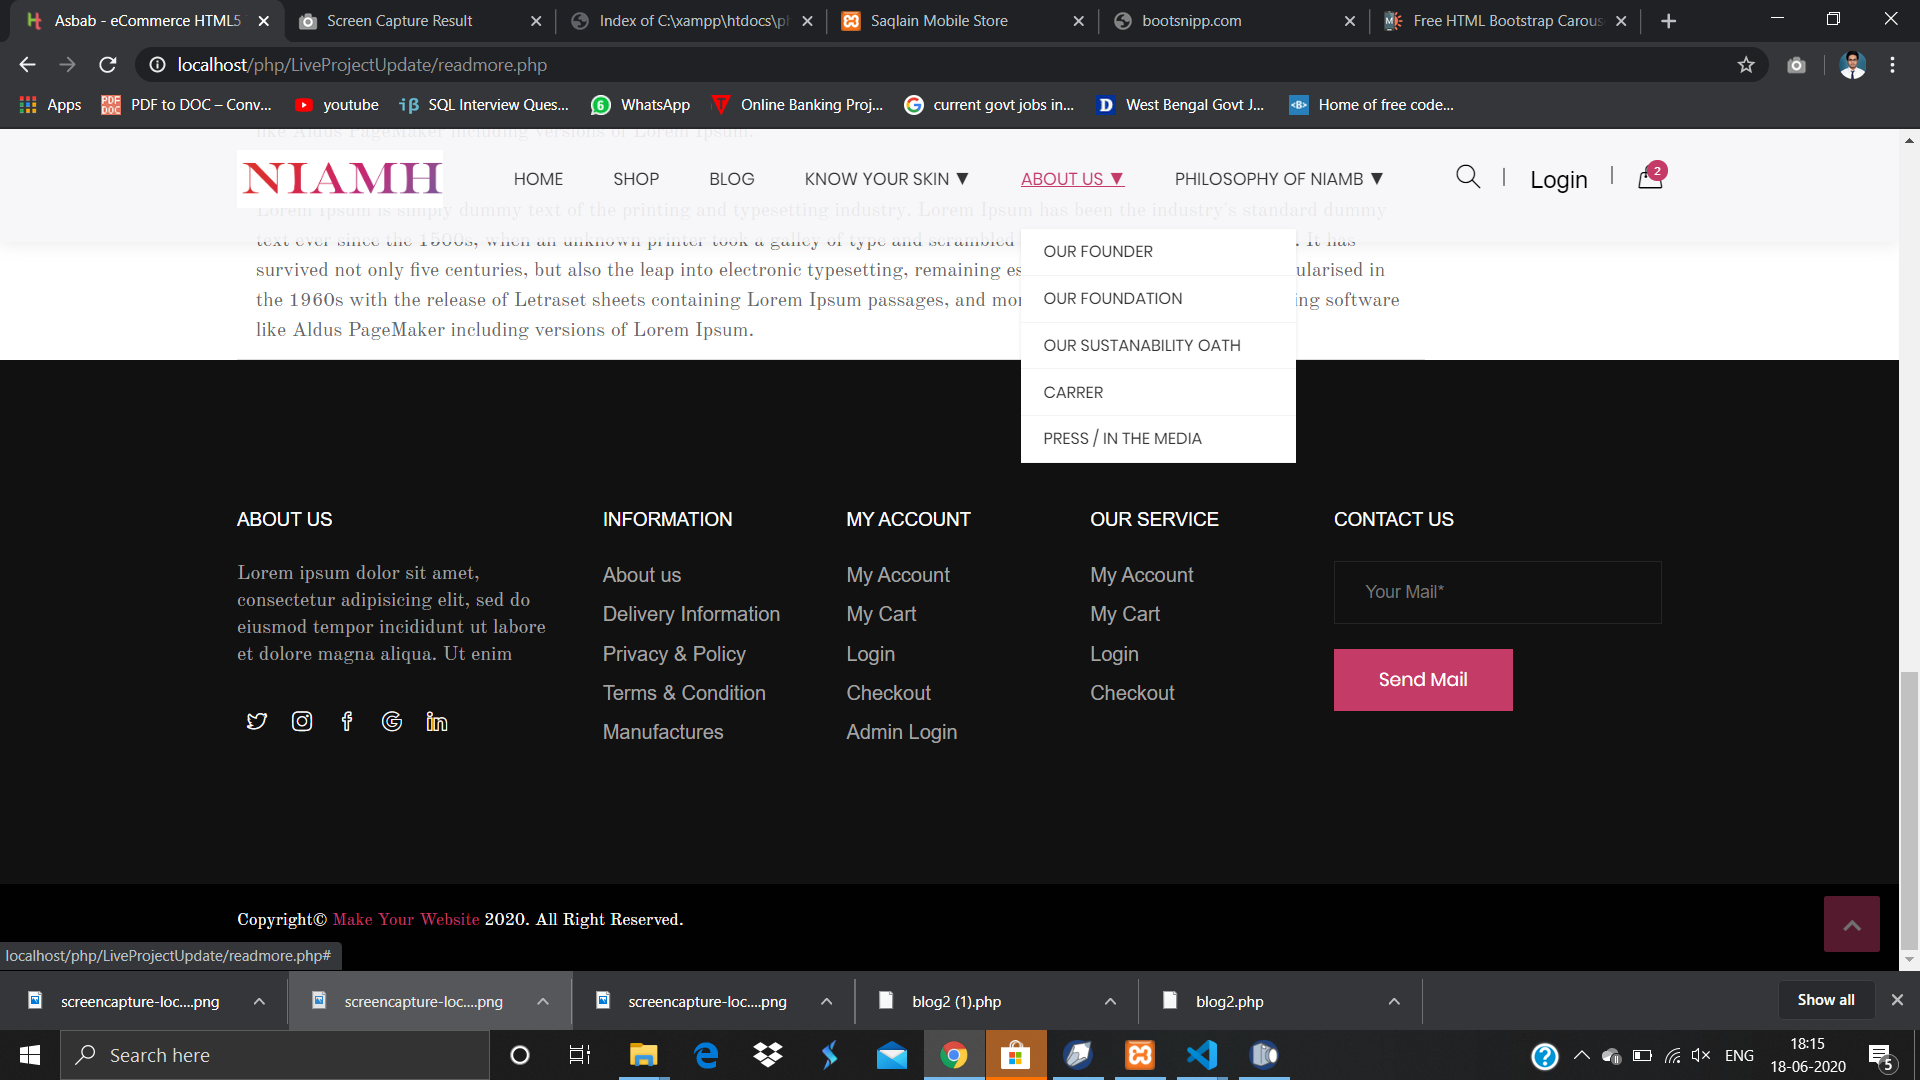 Asbab - eCommerce HTML5
Screen Capture Result
Index of C:\xampp\htdocs\ph
Saqlain Mobile Store
bootsnipp.com
Free HTML Bootstrap Carous
localhost/php/LiveProjectUpdate/readmore.php
Apps
PDF to DOC – Conv...
youtube
SQL Interview Ques...
WhatsApp
Online Banking Proj...
current govt jobs in...
West Bengal Govt J...
Home of free code...
like Aldus PageMaker including versions of Lorem Ipsum.
NIAMH
HOME
SHOP
BLOG
KNOW YOUR SKIN ▼
ABOUT US ▼
PHILOSOPHY OF NIAMB ▼
Login
2
Lorem Ipsum is simply dummy text of the printing and typesetting industry. Lorem Ipsum has been the industry's standard dummy
text ever since the 1500s, when an unknown printer took a galley of type and scrambled . It has
survived not only five centuries, but also the leap into electronic typesetting, remaining es ularised in
the 1960s with the release of Letraset sheets containing Lorem Ipsum passages, and mor ing software
like Aldus PageMaker including versions of Lorem Ipsum.
OUR FOUNDER
OUR FOUNDATION
OUR SUSTANABILITY OATH
CARRER
PRESS / IN THE MEDIA
ABOUT US
Lorem ipsum dolor sit amet,
consectetur adipisicing elit, sed do
eiusmod tempor incididunt ut labore
et dolore magna aliqua. Ut enim
INFORMATION
About us
Delivery Information
Privacy & Policy
Terms & Condition
Manufactures
MY ACCOUNT
My Account
My Cart
Login
Checkout
Admin Login
OUR SERVICE
My Account
My Cart
Login
Checkout
CONTACT US
Your Mail*
Send Mail
Copyright© Make Your Website 2020. All Right Reserved.
localhost/php/LiveProjectUpdate/readmore.php#
screencapture-loc....png
screencapture-loc....png
screencapture-loc....png
blog2 (1).php
blog2.php
Show all
Search here
ENG
18:15
18-06-2020
5